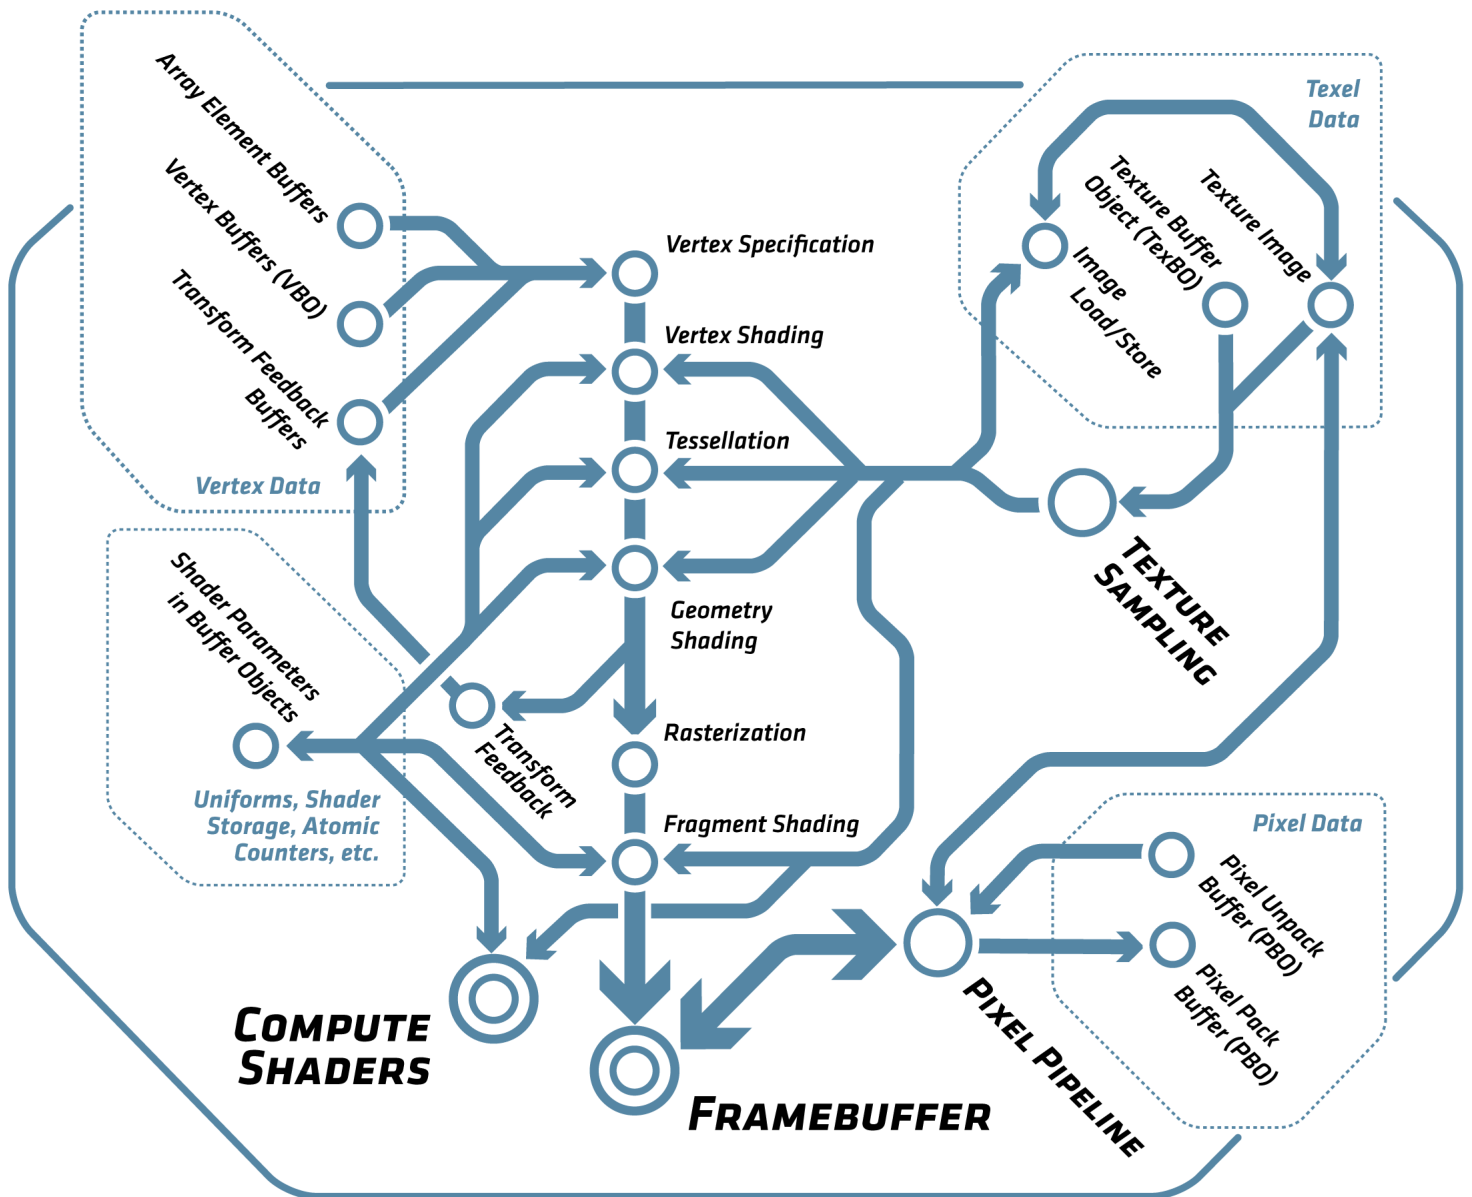 Array Element Buffers
Vertex Buffers (VBO)
Transform Feedback
Buffers
Vertex Data
Texel
Data
Texture Buffer
Object (TexBO)
Texture Image
Image
Load/Store
Vertex Specification
Vertex Shading
Tessellation
Geometry
Shading
Rasterization
Fragment Shading
Texture
Sampling
Shader Parameters
in Buffer Objects
Uniforms, Shader
Storage, Atomic
Counters, etc.
Transform
Feedback
Compute
Shaders
Framebuffer
Pixel Pipeline
Pixel Data
Pixel Unpack
Buffer (PBO)
Pixel Pack
Buffer (PBO)